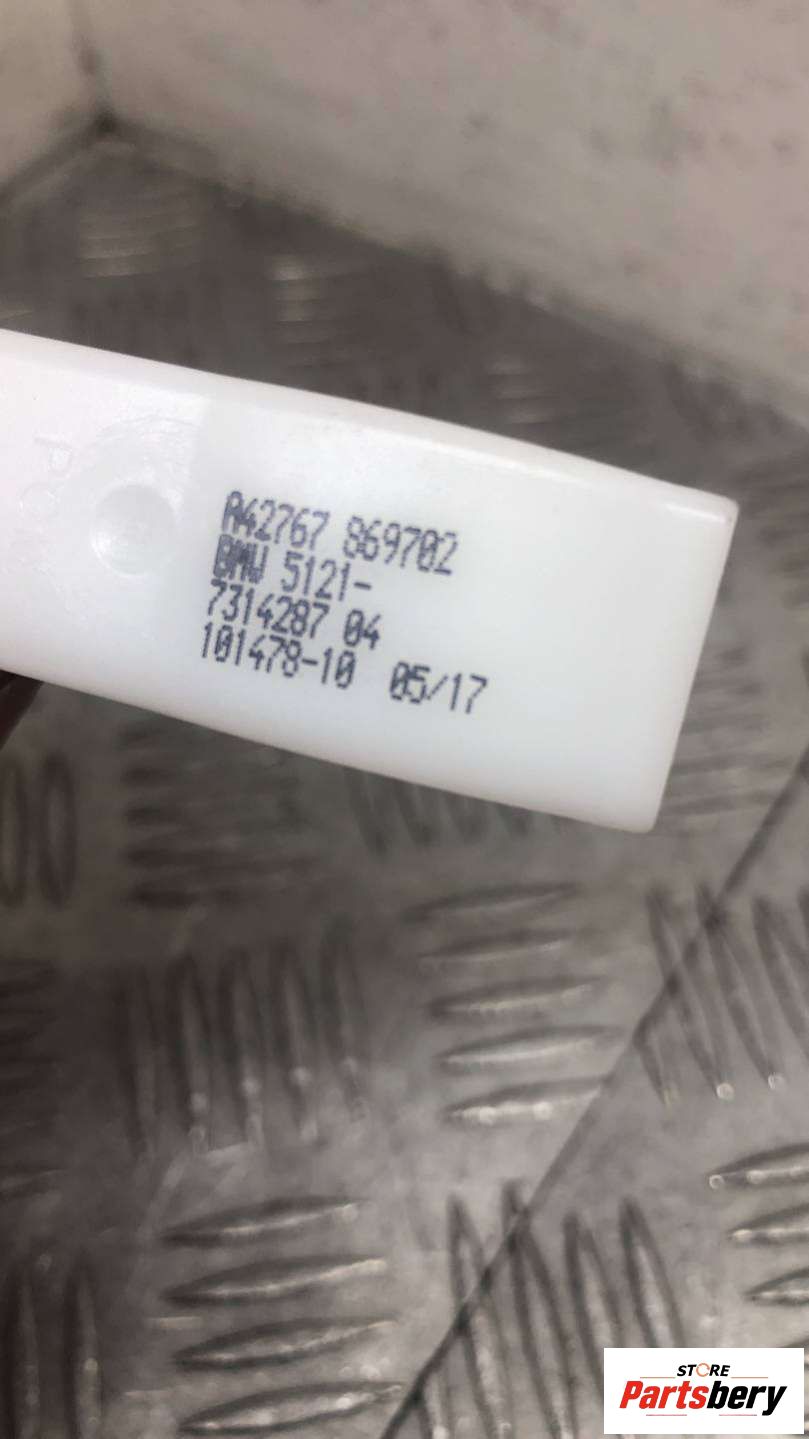 A42767 869702
BMW 5121-
7314287 04
101478-10 05/17
STORE
Partsbery